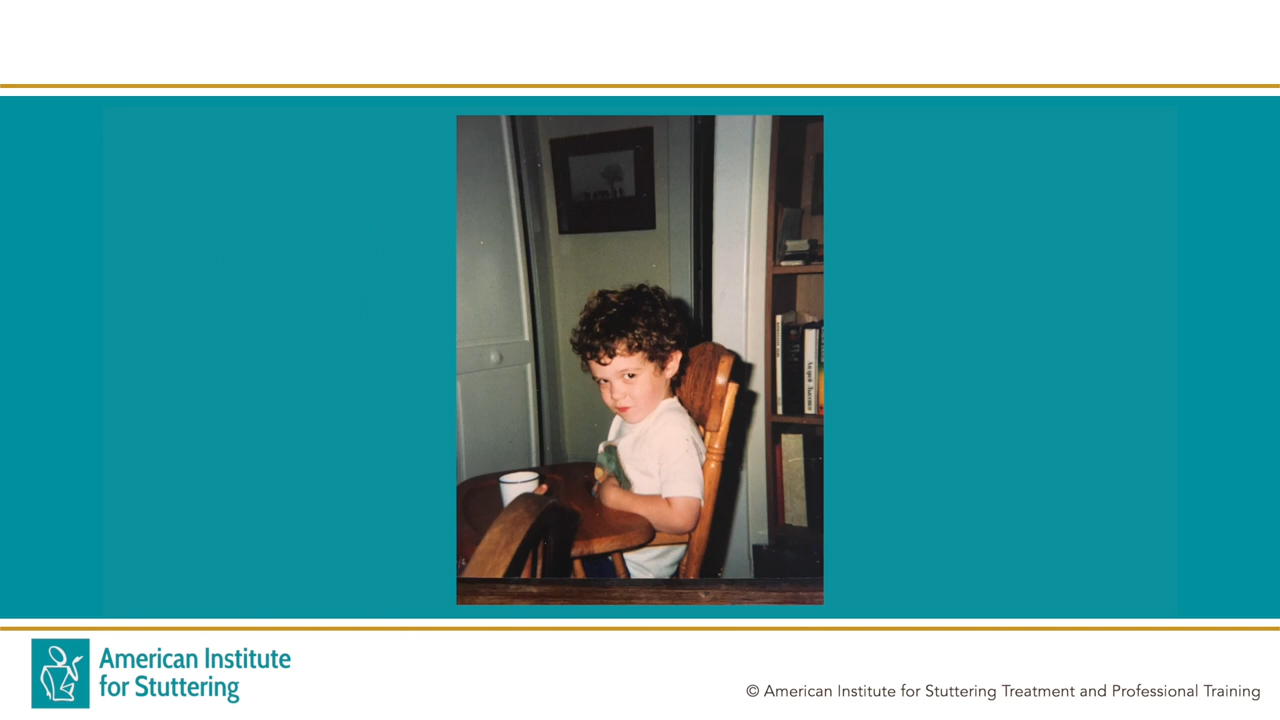 American Institute
for Stuttering
© American Institute for Stuttering Treatment and Professional Training